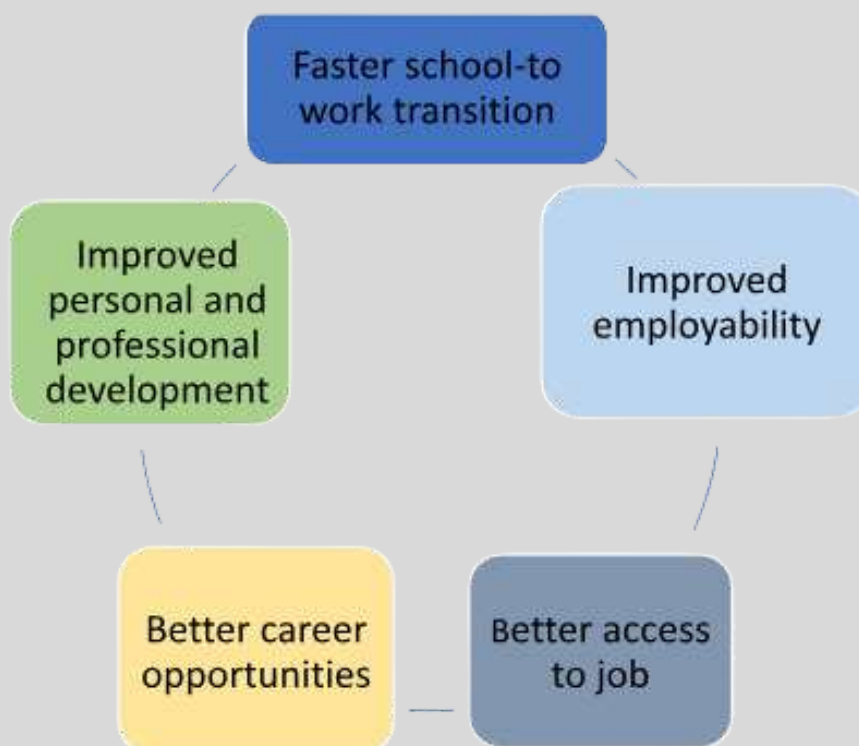 Faster school-to
work transition
Improved
employability
Better access
to job
Better career
opportunities
Improved
personal and
professional
development